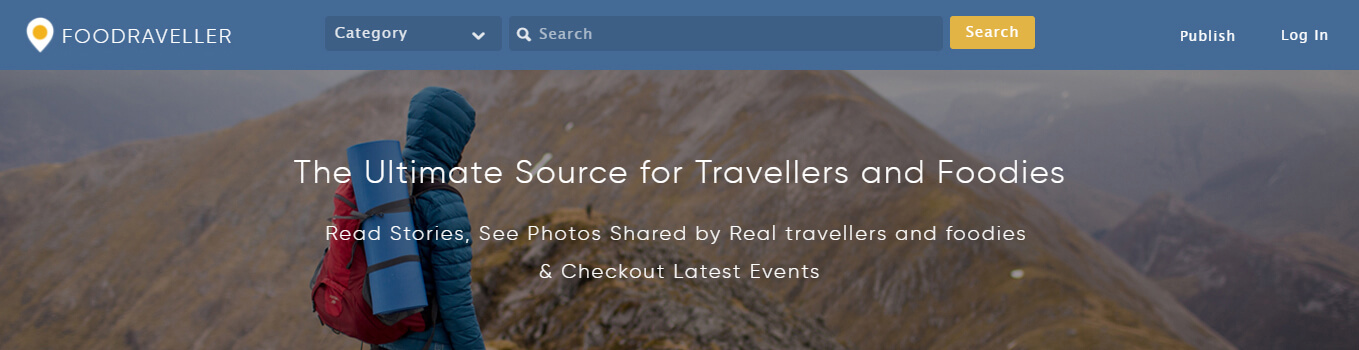 FOODRAVELLER
Category
Search
Search
Publish
Log In
The Ultimate Source for Travellers and Foodies
Read Stories, See Photos Shared by Real travellers and foodies
& Checkout Latest Events